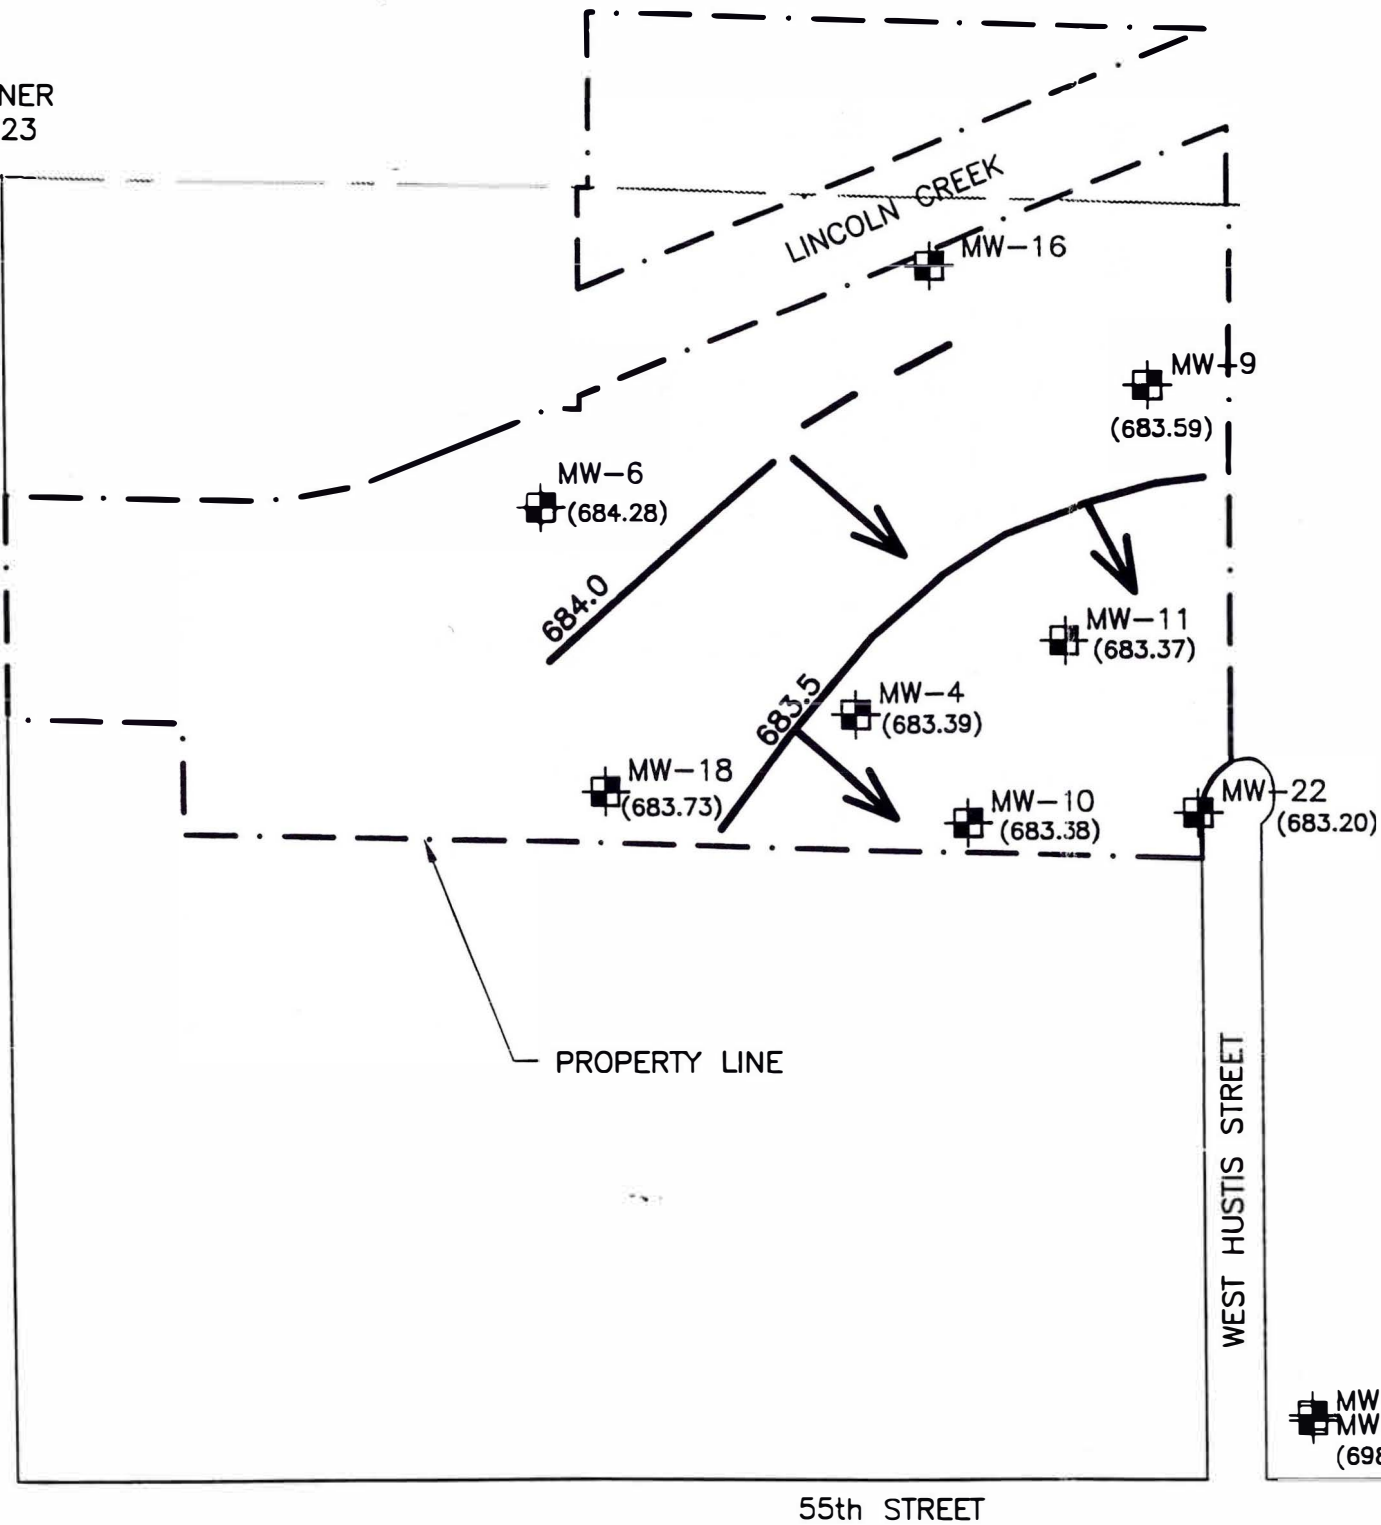 NER
23
LINCOLN CREEK
MW-16
MW-9
(683.59)
MW-6
(684.28)
684.0
MW-11
(683.37)
683.5
MW-4
(683.39)
MW-18
(683.73)
MW-10
(683.38)
MW-22
(683.20)
PROPERTY LINE
WEST HUSTIS STREET
MW
MW
(698
55th STREET